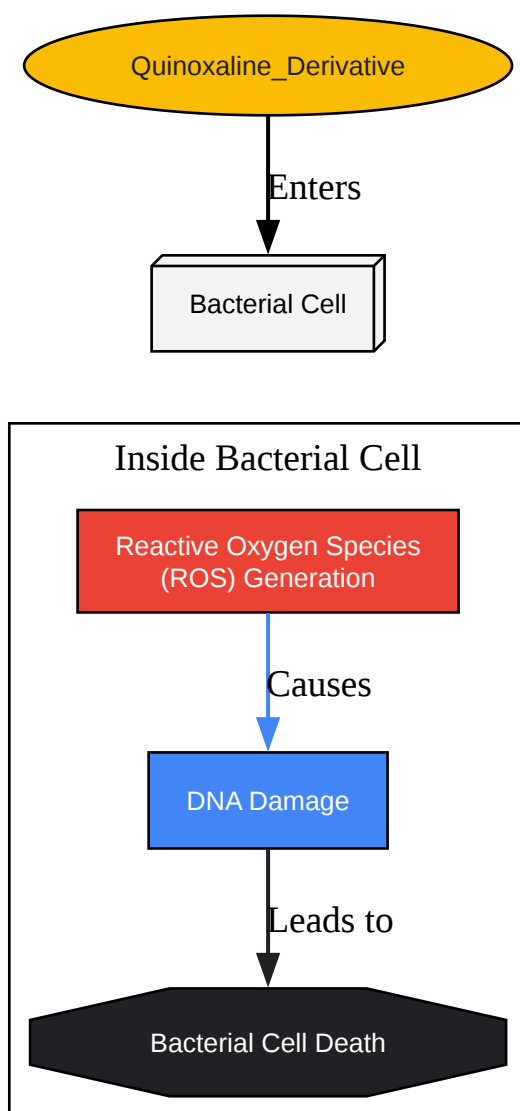 Quinoxaline_Derivative
Enters
Bacterial Cell
Inside Bacterial Cell
Reactive Oxygen Species
(ROS) Generation
Causes
DNA Damage
Leads to
Bacterial Cell Death